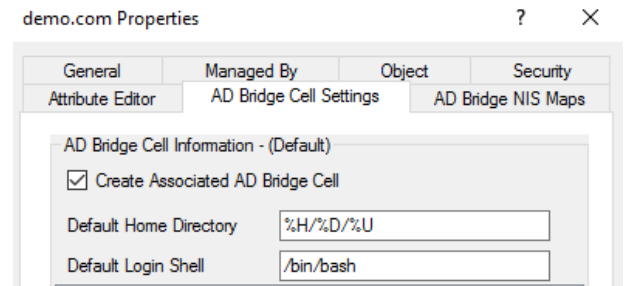 demo.com Properties ? ✕
General Managed By Object Security
Attribute Editor AD Bridge Cell Settings AD Bridge NIS Maps
AD Bridge Cell Information - (Default)
Create Associated AD Bridge Cell
Default Home Directory %H/%D/%U
Default Login Shell /bin/bash